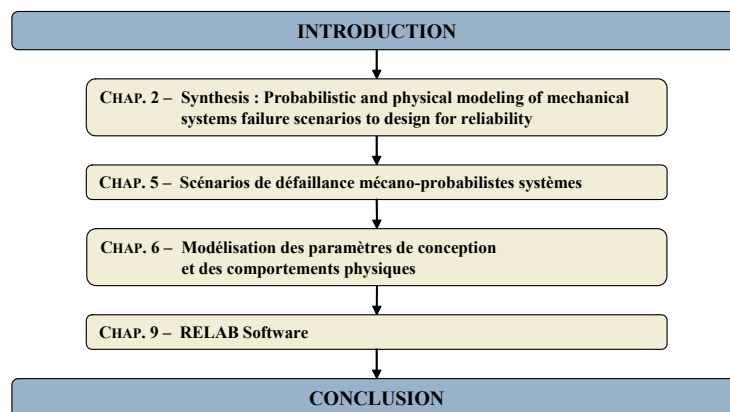 INTRODUCTION
CHAP. 2 – Synthesis : Probabilistic and physical modeling of mechanical
systems failure scenarios to design for reliability
CHAP. 5 – Scénarios de défaillance mécano-probabilistes systèmes
CHAP. 6 – Modélisation des paramètres de conception
et des comportements physiques
CHAP. 9 – RELAB Software
CONCLUSION